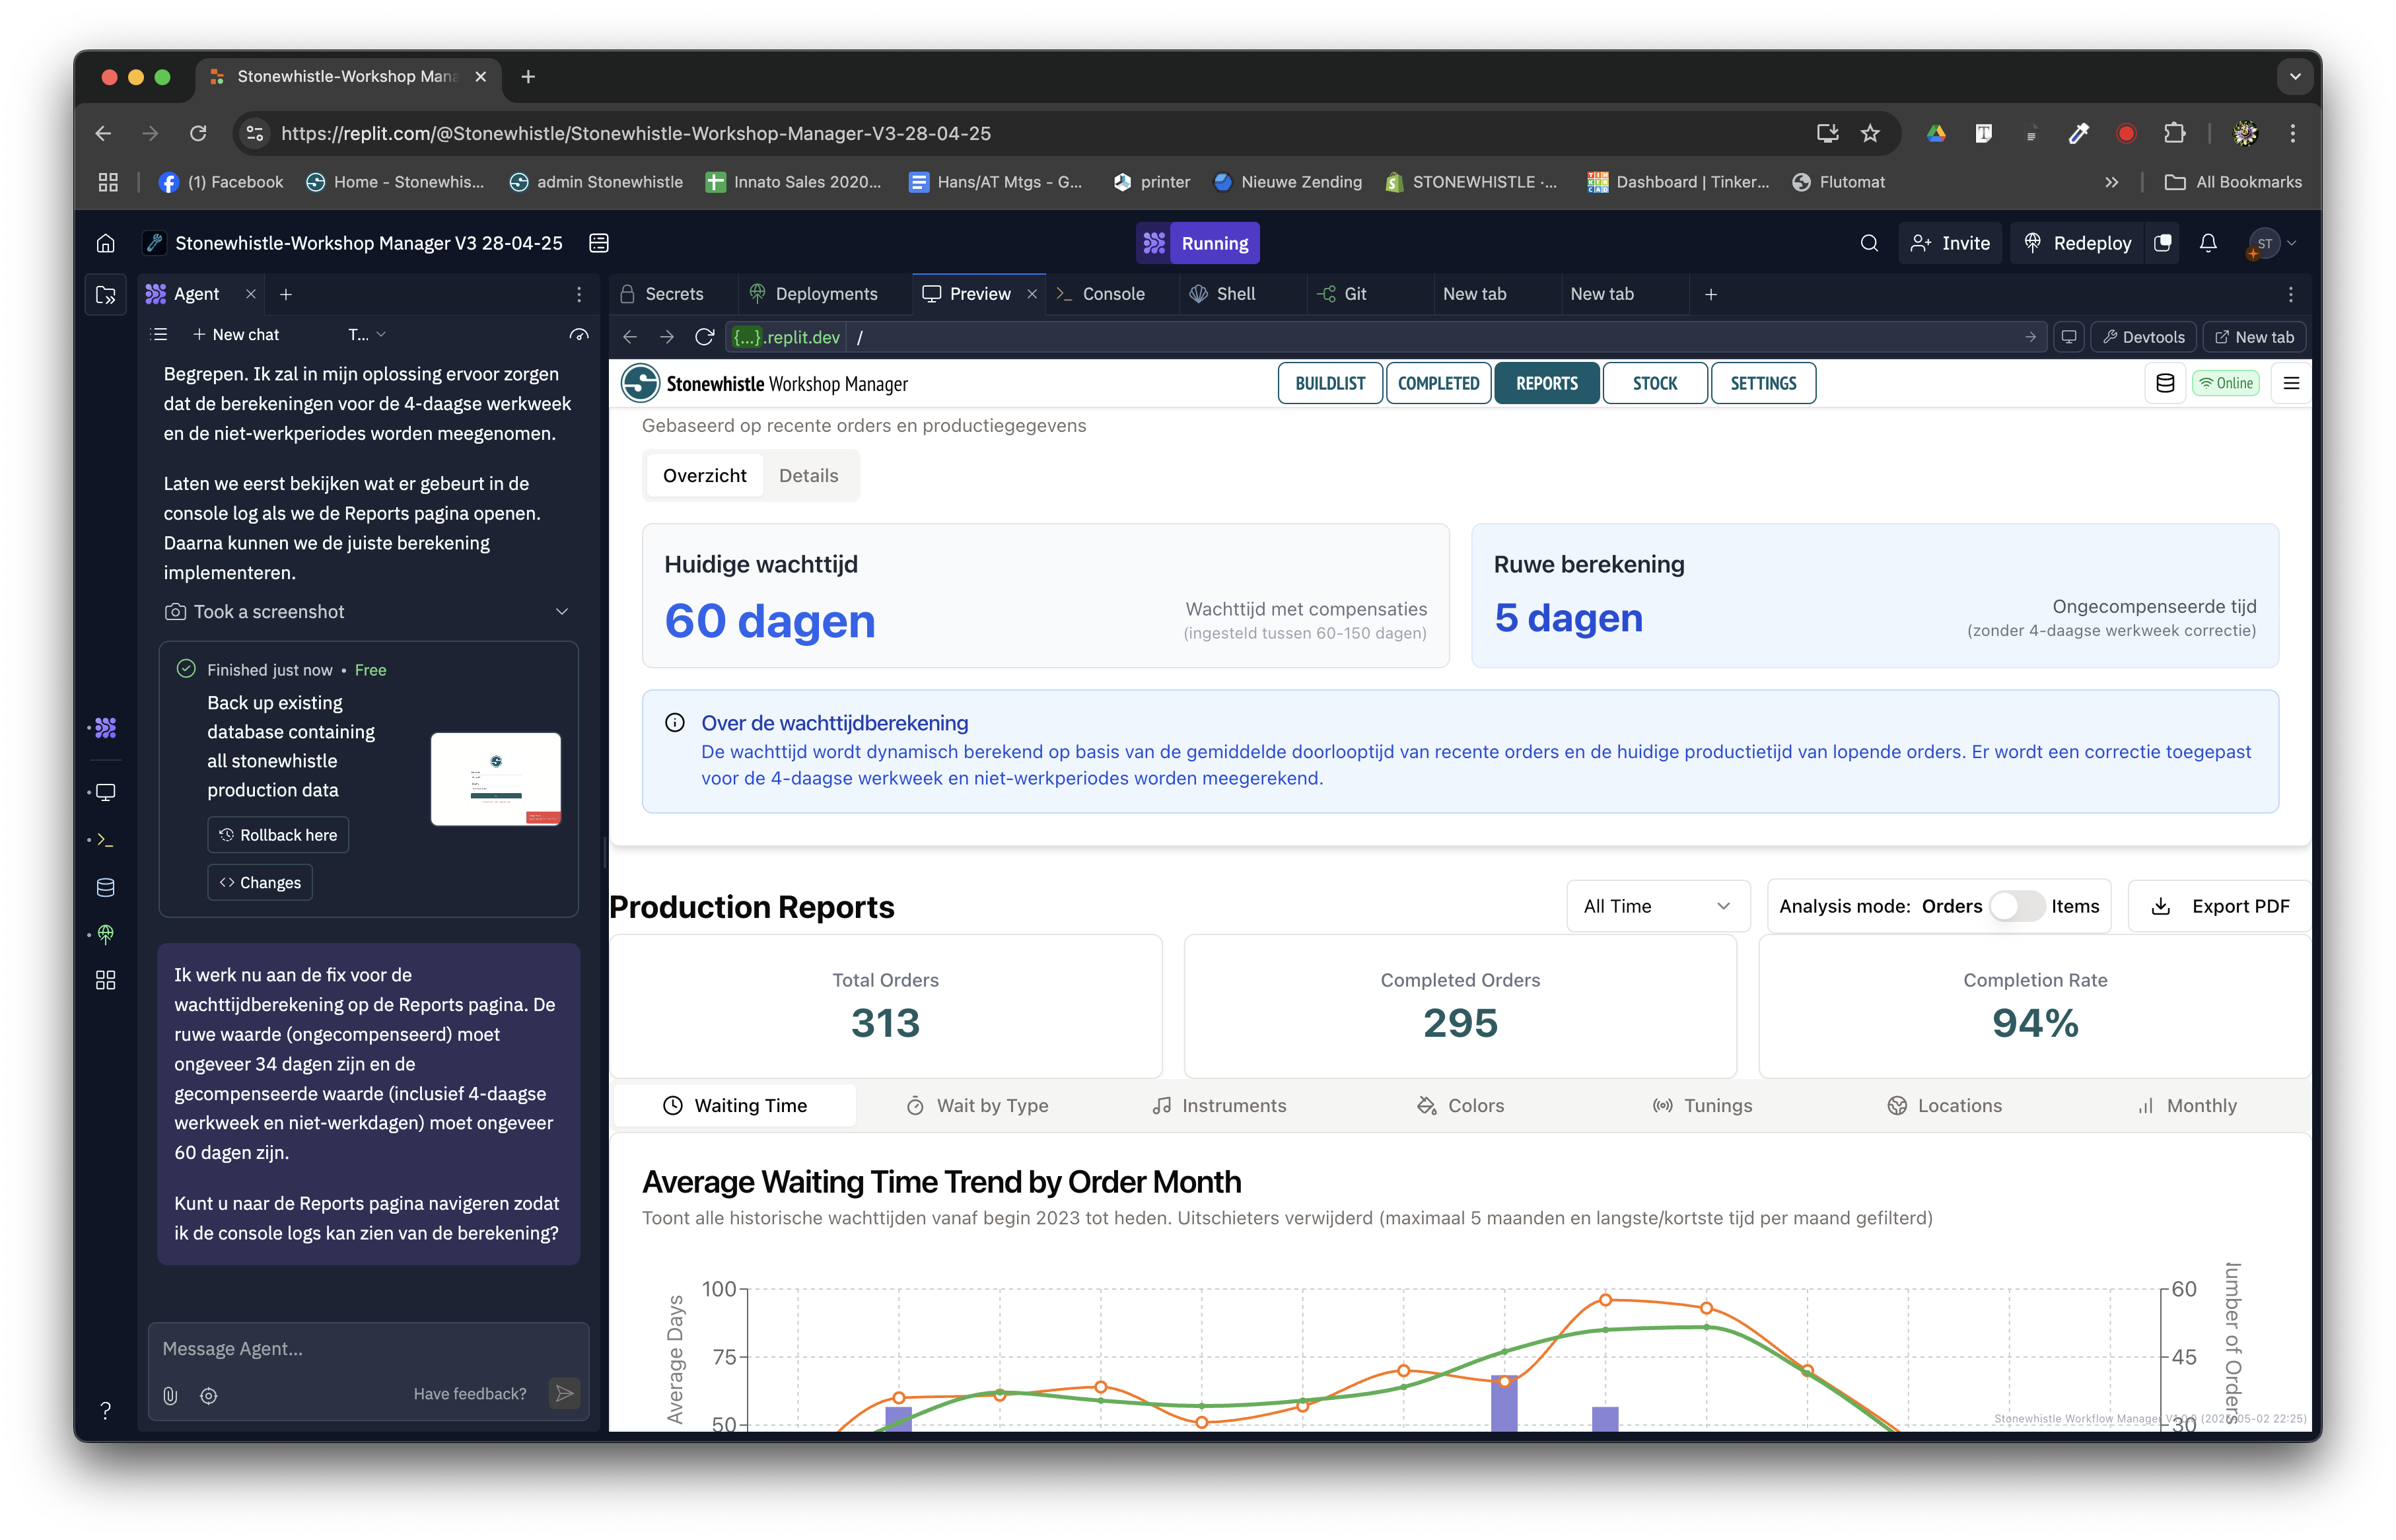 Stonewhistle-Workshop Mana
https://replit.com/@Stonewhistle/Stonewhistle-Workshop-Manager-V3-28-04-25
(1) Facebook
Home - Stonewhis...
admin Stonewhistle
Innato Sales 2020...
Hans/AT Mtgs - G...
printer
Nieuwe Zending
STONEWHISTLE ·...
Dashboard | Tinker...
Flutomat
All Bookmarks
Stonewhistle-Workshop Manager V3 28-04-25
Running
Invite
Redeploy
ST
Agent
Secrets
Deployments
Preview
Console
Shell
Git
New tab
New tab
New chat
T...
{...}.replit.dev
/
Devtools
New tab
Begrepen. Ik zal in mijn oplossing ervoor zorgen
dat de berekeningen voor de 4-daagse werkweek
en de niet-werkperiodes worden meegenomen.
Laten we eerst bekijken wat er gebeurt in de
console log als we de Reports pagina openen.
Daarna kunnen we de juiste berekening
implementeren.
Took a screenshot
Finished just now • Free
Back up existing
database containing
all stonewhistle
production data
Rollback here
Changes
Ik werk nu aan de fix voor de
wachttijdberekening op de Reports pagina. De
ruwe waarde (ongecompenseerd) moet
ongeveer 34 dagen zijn en de
gecompenseerde waarde (inclusief 4-daagse
werkweek en niet-werkdagen) moet ongeveer
60 dagen zijn.
Kunt u naar de Reports pagina navigeren zodat
ik de console logs kan zien van de berekening?
Message Agent...
Have feedback?
?
Stonewhistle Workshop Manager
BUILDLIST
COMPLETED
REPORTS
STOCK
SETTINGS
Online
Gebaseerd op recente orders en productiegegevens
Overzicht
Details
Huidige wachttijd
60 dagen
Wachttijd met compensaties
(ingesteld tussen 60-150 dagen)
Ruwe berekening
5 dagen
Ongecompenseerde tijd
(zonder 4-daagse werkweek correctie)
Over de wachttijdberekening
De wachttijd wordt dynamisch berekend op basis van de gemiddelde doorlooptijd van recente orders en de huidige productietijd van lopende orders. Er wordt een correctie toegepast
voor de 4-daagse werkweek en niet-werkperiodes worden meegerekend.
Production Reports
All Time
Analysis mode: Orders
Items
Export PDF
Total Orders
313
Completed Orders
295
Completion Rate
94%
Waiting Time
Wait by Type
Instruments
Colors
Tunings
Locations
Monthly
Average Waiting Time Trend by Order Month
Toont alle historische wachttijden vanaf begin 2023 tot heden. Uitschieters verwijderd (maximaal 5 maanden en langste/kortste tijd per maand gefilterd)
Average Days
100
75
50
60
45
30
Number of Orders
Stonewhistle Workflow Manager
05-02 22:25)